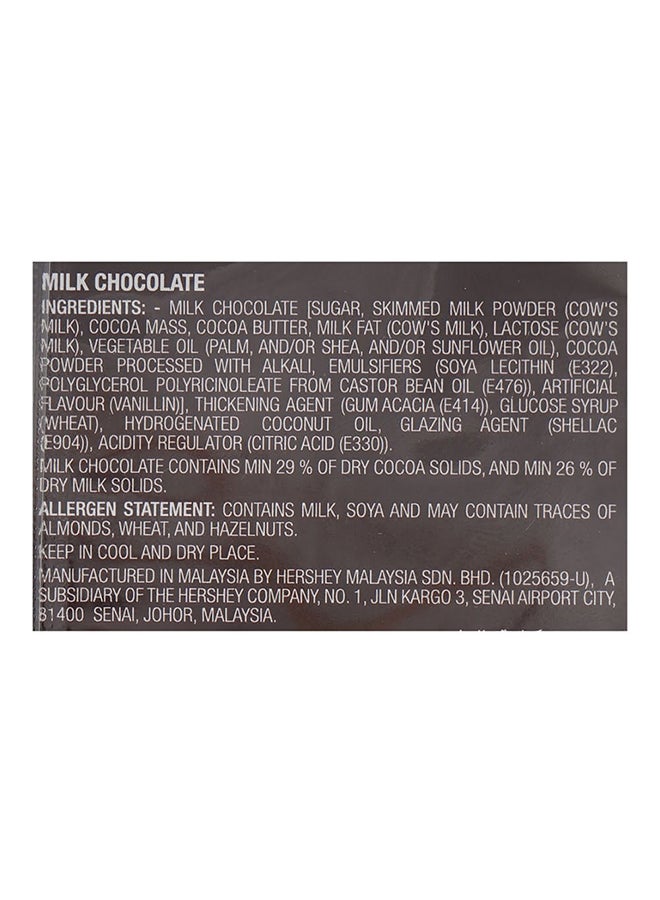 MILK CHOCOLATE
INGREDIENTS: - MILK CHOCOLATE [SUGAR, SKIMMED MILK POWDER (COW'S
MILK), COCOA MASS, COCOA BUTTER, MILK FAT (COW'S MILK), LACTOSE (COW'S
MILK), VEGETABLE OIL (PALM, AND/OR SHEA, AND/OR SUNFLOWER OIL), COCOA
POWDER PROCESSED WITH ALKALI, EMULSIFIERS (SOYA LECITHIN (E322),
POLYGLYCEROL POLYRICINOLEATE FROM CASTOR BEAN OIL (E476)), ARTIFICIAL
FLAVOUR (VANILLIN)], THICKENING AGENT (GUM ACACIA (E414)), GLUCOSE SYRUP
(WHEAT), HYDROGENATED COCONUT OIL, GLAZING AGENT (SHELLAC
(E904)), ACIDITY REGULATOR (CITRIC ACID (E330)).
MILK CHOCOLATE CONTAINS MIN 29 % OF DRY COCOA SOLIDS, AND MIN 26 % OF
DRY MILK SOLIDS.
ALLERGEN STATEMENT: CONTAINS MILK, SOYA AND MAY CONTAIN TRACES OF
ALMONDS, WHEAT, AND HAZELNUTS.
KEEP IN COOL AND DRY PLACE.
MANUFACTURED IN MALAYSIA BY HERSHEY MALAYSIA SDN. BHD. (1025659-U), A
SUBSIDIARY OF THE HERSHEY COMPANY, NO. 1, JLN KARGO 3, SENAI AIRPORT CITY,
81400 SENAI, JOHOR, MALAYSIA.